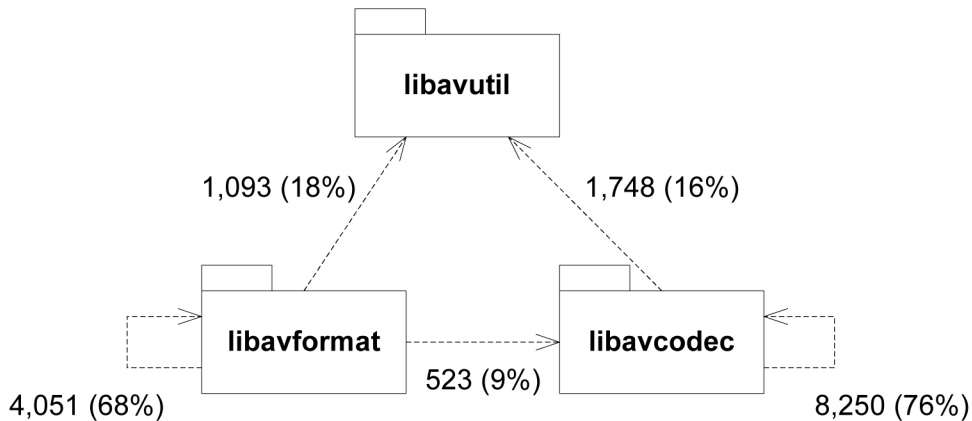 libavutil
1,093 (18%)
1,748 (16%)
libavformat
libavcodec
523 (9%)
4,051 (68%)
8,250 (76%)